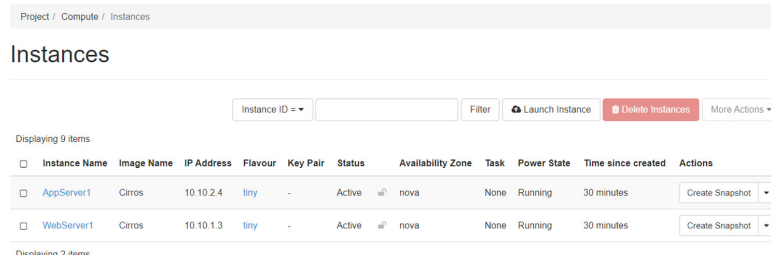 Project / Compute / Instances
Instances
Instance ID = Filter Launch Instance Delete Instances More Actions
Displaying 9 items
Instance Name Image Name IP Address Flavour Key Pair Status Availability Zone Task Power State Time since created Actions
AppServer1 Cirros 10.10.2.4 tiny - Active nova None Running 30 minutes Create Snapshot
WebServer1 Cirros 10.10.1.3 tiny - Active nova None Running 30 minutes Create Snapshot
Displaying 2 items